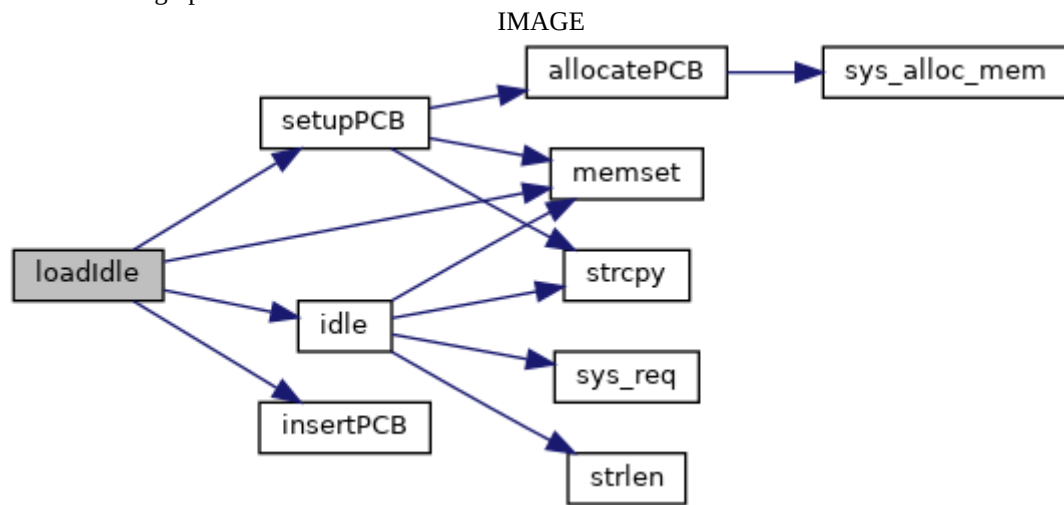 IMAGE
allocatePCB
sys_alloc_mem
setupPCB
memset
loadIdle
strcpy
idle
sys_req
insertPCB
strlen